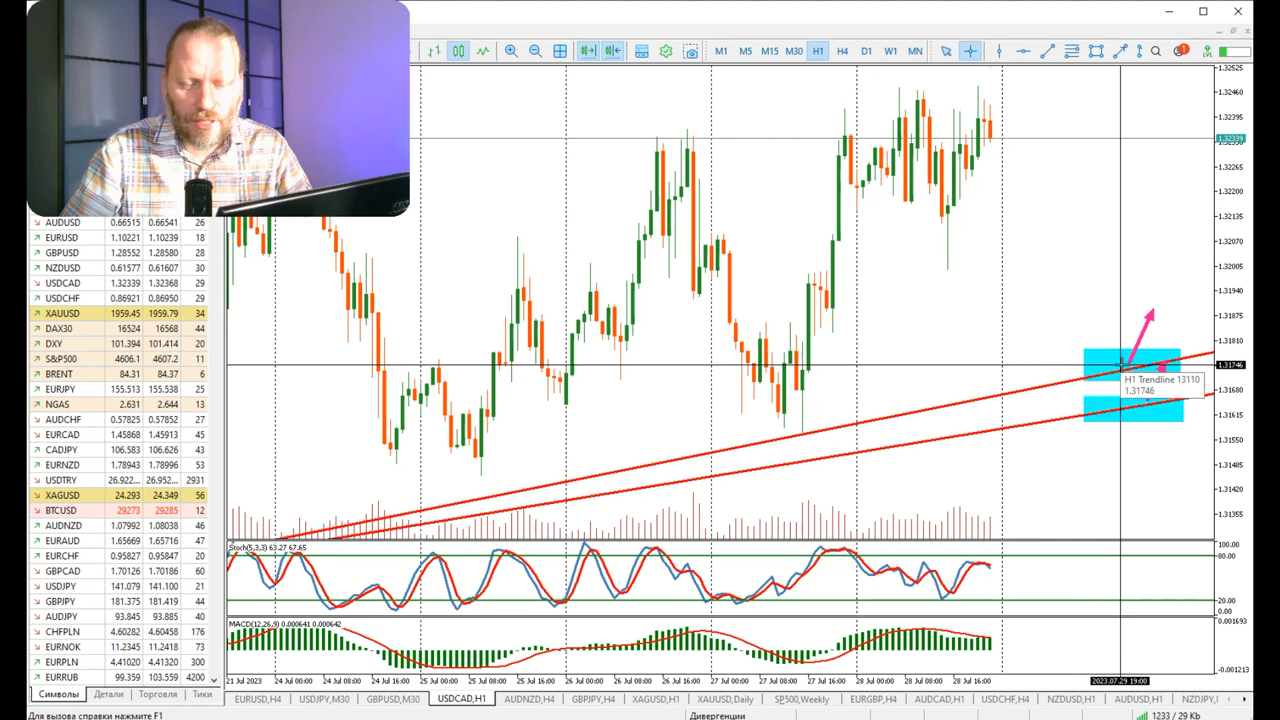 M1 M5 M15 M30 H1 H4 D1 W1 MN
1
LVL
AUDUSD 0.66515 0.66541 26
EURUSD 1.10221 1.10239 18
GBPUSD 1.28552 1.28580 28
NZDUSD 0.61577 0.61607 30
USDCAD 1.32339 1.32368 29
USDCHF 0.86921 0.86950 29
XAUUSD 1959.45 1959.79 34
DAX30 16524 16568 44
DXY 101.394 101.414 20
S&P500 4606.1 4607.2 11
BRENT 84.31 84.37 6
EURJPY 155.513 155.538 25
NGAS 2.631 2.644 13
AUDCHF 0.57825 0.57852 27
EURCAD 1.45868 1.45913 45
CADJPY 106.583 106.626 43
EURNZD 1.78943 1.78996 53
USDTRY 26.922... 26.952... 2931
XAGUSD 24.293 24.349 56
BTCUSD 29273 29285 12
AUDNZD 1.07992 1.08038 46
EURAUD 1.65669 1.65716 47
EURCHF 0.95827 0.95847 20
GBPCAD 1.70126 1.70186 60
USDJPY 141.079 141.100 21
GBPJPY 181.375 181.419 44
AUDJPY 93.845 93.885 40
CHFPLN 4.60282 4.60458 176
EURNOK 11.2345 11.2418 73
EURPLN 4.41020 4.41320 300
EURRUB 99.359 103.559 4200
Символы Детали Торговля Тики
1.32525
1.32460
1.32395
1.32339
1.32265
1.32200
1.32135
1.32070
1.32005
1.31940
1.31875
1.31810
1.31746
1.31680
1.31615
1.31550
1.31485
1.31420
1.31355
H1 Trendline 13110
1.31746
Stoch(5,3,3) 63.27 67.65
100.00
80.00
20.00
0.00
MACD(12,26,9) 0.000641 0.000642
0.001693
-0.001213
21 Jul 2023 24 Jul 00:00 24 Jul 08:00 24 Jul 16:00 25 Jul 00:00 25 Jul 08:00 25 Jul 16:00 26 Jul 00:00 26 Jul 08:00 26 Jul 16:00 27 Jul 00:00 27 Jul 08:00 27 Jul 16:00 28 Jul 00:00 28 Jul 08:00 28 Jul 16:00 2023.07.29 19:00
EURUSD,H4 USDJPY,M30 GBPUSD,M30 USDCAD,H1 AUDNZD,H4 GBPJPY,H4 XAGUSD,H1 XAUUSD,Daily SP500,Weekly EURGBP,H4 AUDCAD,H1 USDCHF,H4 NZDUSD,H1 AUDUSD,H1 NZDJPY,I
Для вызова справки нажмите F1
Дивергенции
1233 / 29 Kb